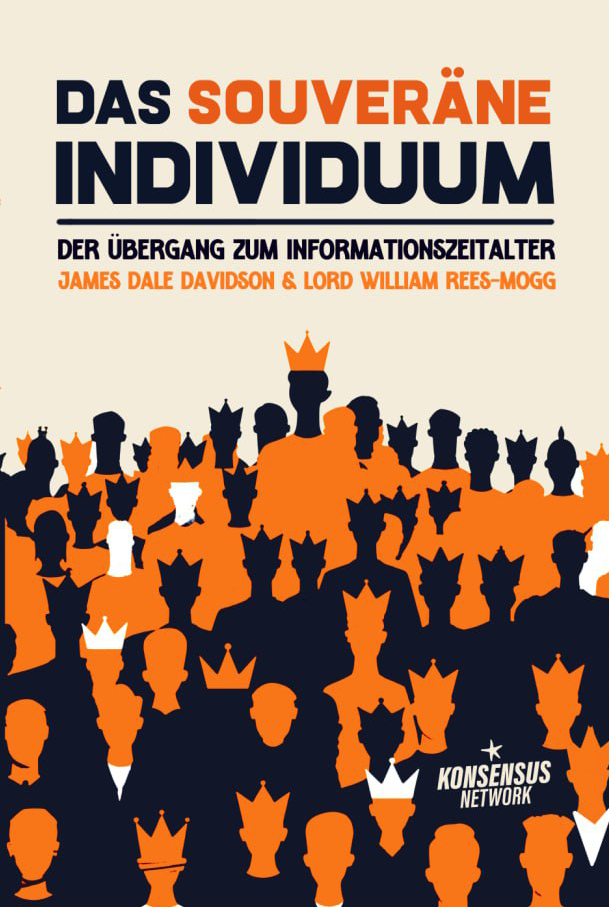 DAS SOUVERÄNE
INDIVIDUUM
DER ÜBERGANG ZUM INFORMATIONSZEITALTER
JAMES DALE DAVIDSON & LORD WILLIAM REES-MOGG
KONSENSUS
NETWORK